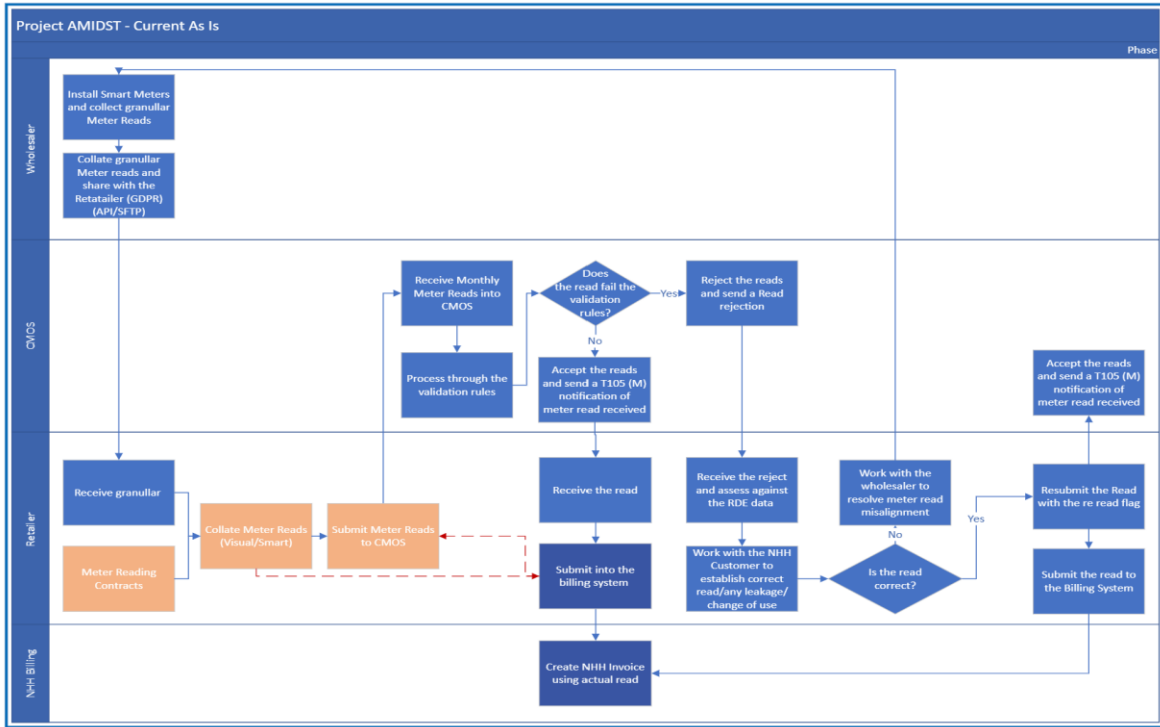 Project AMIDST - Current As Is
Phase
Wholesaler
Install Smart Meters
and collect granullar
Meter Reads
Collate granullar
Meter reads and
share with the
Retatailer (GDPR)
(API/SFTP)
CMOS
Receive Monthly
Meter Reads into
CMOS
Process through the
validation rules
Does
the read fail the
validation
rules?
Yes
No
Reject the reads
and send a Read
rejection
Accept the reads
and send a T105 (M)
notification of
meter read received
Accept the reads
and send a T105 (M)
notification of
meter read received
Retailer
Receive granullar
Meter Reading
Contracts
Collate Meter Reads
(Visual/Smart)
Submit Meter Reads
to CMOS
Receive the read
Submit into the
billing system
Receive the reject
and assess against
the RDE data
Work with the NHH
Customer to
establish correct
read/any leakage/
change of use
Work with the
wholesaler to
resolve meter read
misalignment
No
Is the read
correct?
Yes
Resubmit the Read
with the re read flag
Submit the read to
the Billing System
NHH Billing
Create NHH Invoice
using actual read